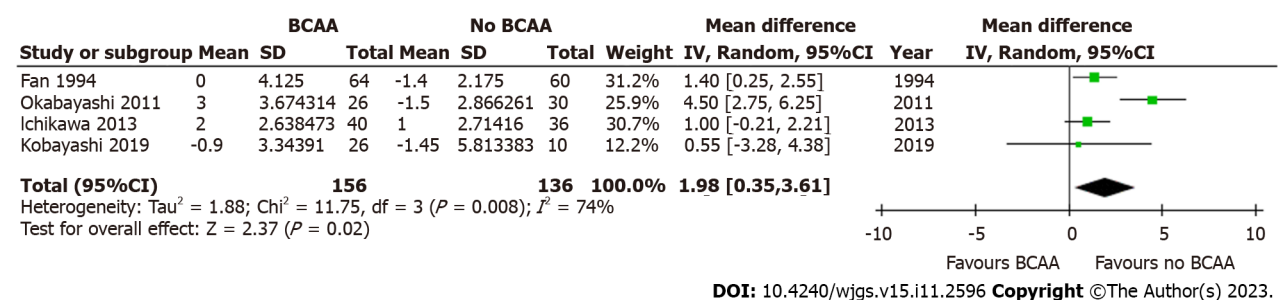 BCAA No BCAA Mean difference Mean difference
Study or subgroup Mean SD Total Mean SD Total Weight IV, Random, 95%CI Year IV, Random, 95%CI
Fan 1994 0 4.125 64 -1.4 2.175 60 31.2% 1.40 [0.25, 2.55] 1994
Okabayashi 2011 3 3.674314 26 -1.5 2.866261 30 25.9% 4.50 [2.75, 6.25] 2011
Ichikawa 2013 2 2.638473 40 1 2.71416 36 30.7% 1.00 [-0.21, 2.21] 2013
Kobayashi 2019 -0.9 3.34391 26 -1.45 5.813383 10 12.2% 0.55 [-3.28, 4.38] 2019
Total (95%CI) 156 136 100.0% 1.98 [0.35,3.61]
Heterogeneity: Tau² = 1.88; Chi² = 11.75, df = 3 (P = 0.008); I² = 74%
Test for overall effect: Z = 2.37 (P = 0.02)
-10 -5 0 5 10
Favours BCAA Favours no BCAA
DOI: 10.4240/wjgs.v15.i11.2596 Copyright ©The Author(s) 2023.